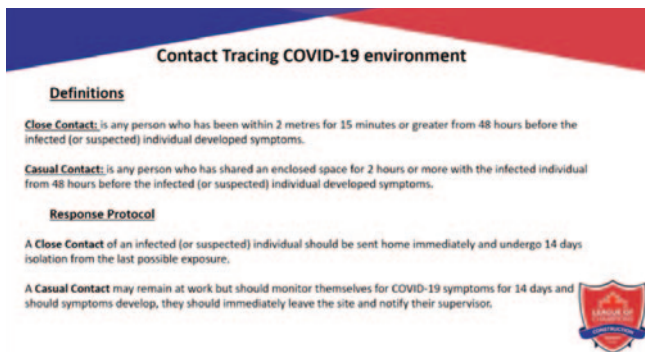 Contact Tracing COVID-19 environment
Definitions
Close Contact: is any person who has been within 2 metres for 15 minutes or greater from 48 hours before the
infected (or suspected) individual developed symptoms.
Casual Contact: is any person who has shared an enclosed space for 2 hours or more with the infected individual
from 48 hours before the infected (or suspected) individual developed symptoms.
Response Protocol
A Close Contact of an infected (or suspected) individual should be sent home immediately and undergo 14 days
isolation from the last possible exposure.
A Casual Contact may remain at work but should monitor themselves for COVID-19 symptoms for 14 days and
should symptoms develop, they should immediately leave the site and notify their supervisor.
LEAGUE OF
CHAMPIONS
CONSTRUCTION